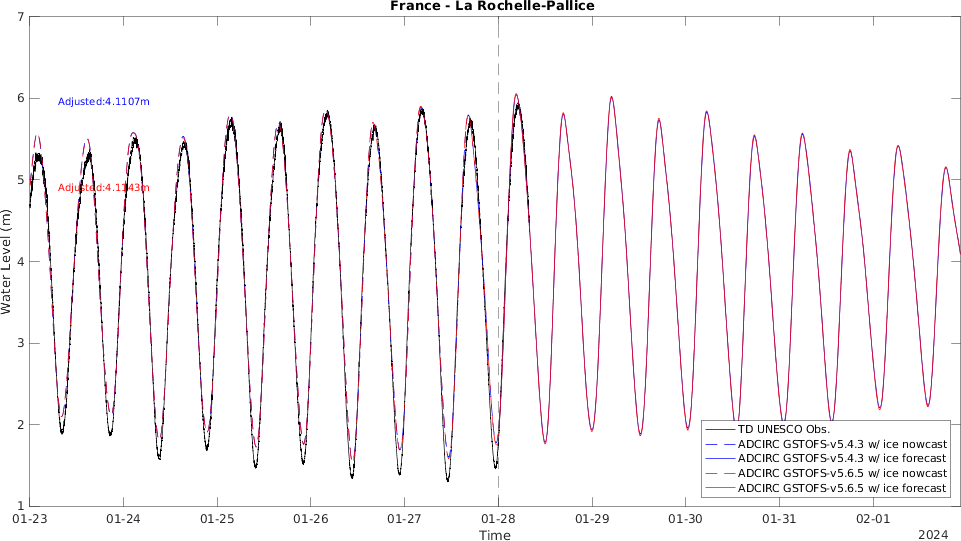 France - La Rochelle-Pallice
7
6
5
4
3
2
1
Water Level (m)
Adjusted:4.1107m
Adjusted:4.1143m
TD UNESCO Obs.
ADCIRC GSTOFS-v5.4.3 w/ ice nowcast
ADCIRC GSTOFS-v5.4.3 w/ ice forecast
ADCIRC GSTOFS-v5.6.5 w/ ice nowcast
ADCIRC GSTOFS-v5.6.5 w/ ice forecast
01-23 01-24 01-25 01-26 01-27 01-28 01-29 01-30 01-31 02-01
Time
2024